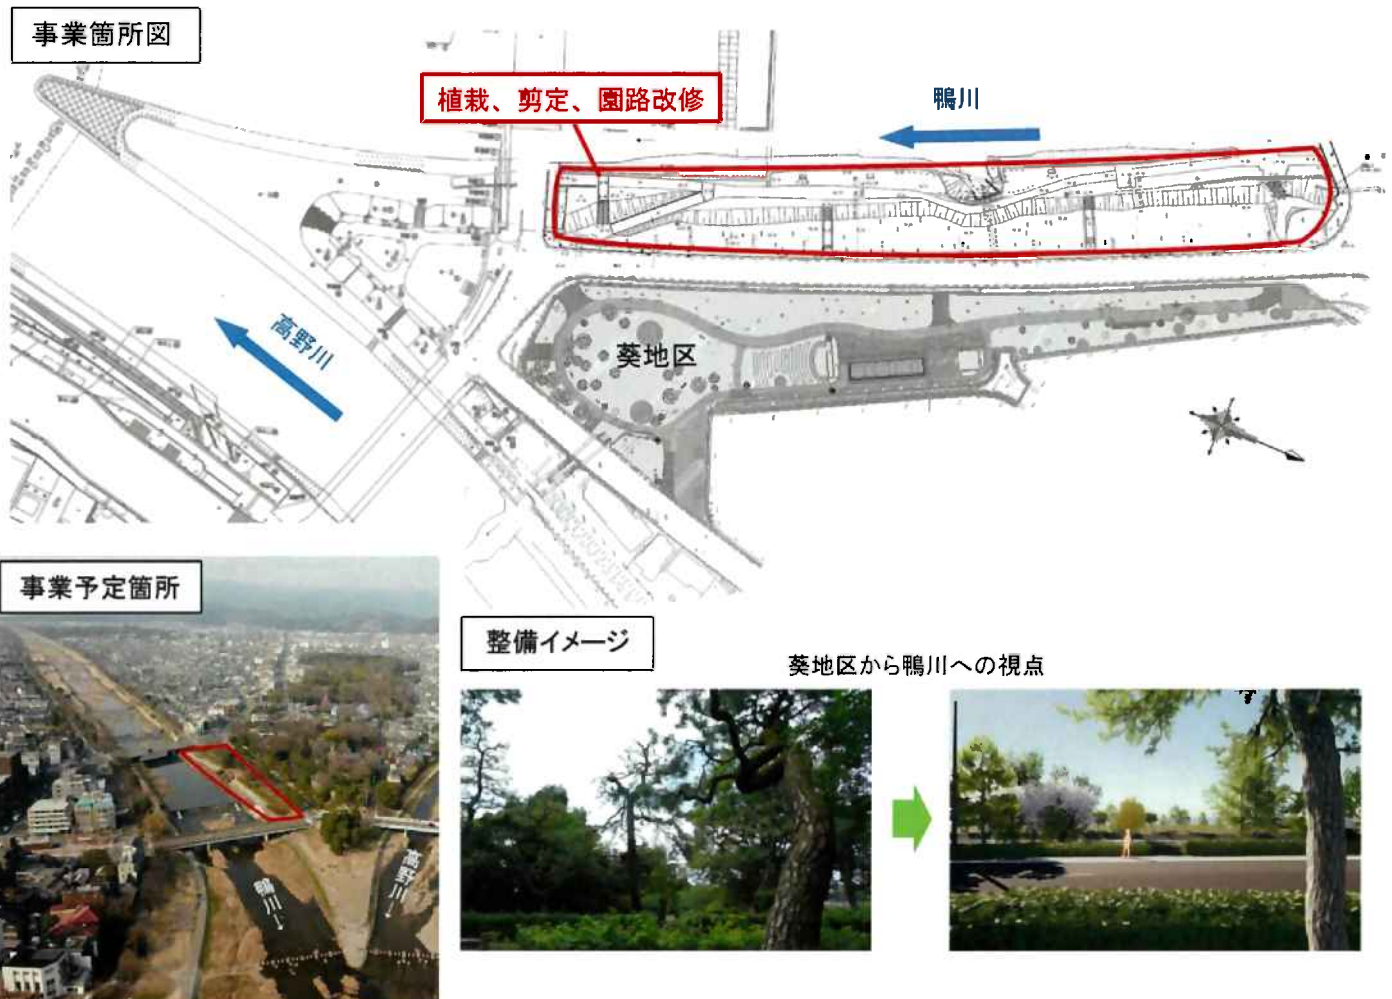 事業箇所図
植栽、剪定、園路改修
鴨川
高野川
葵地区
事業予定箇所
鴨川→
高野川→
整備イメージ
葵地区から鴨川への視点